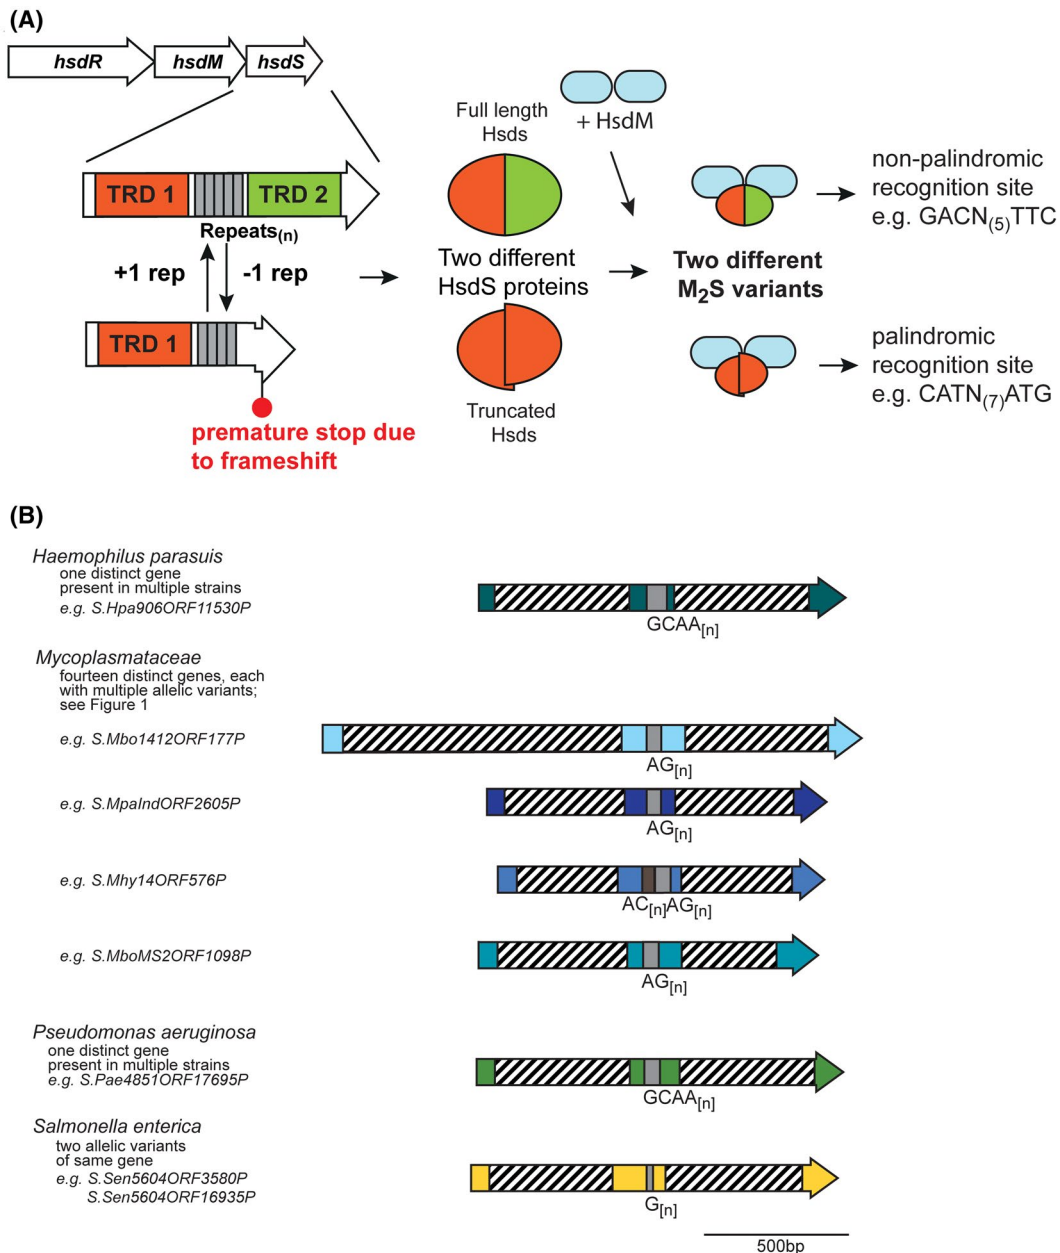 (A)
hsdR
hsdM
hsdS
TRD 1
TRD 2
Repeats(n)
+1 rep
-1 rep
TRD 1
premature stop due
to frameshift
Full length
Hsds
+ HsdM
Two different
HsdS proteins
Truncated
Hsds
Two different
M2S variants
non-palindromic
recognition site
e.g. GACN(5)TTC
palindromic
recognition site
e.g. CATN(7)ATG
(B)
Haemophilus parasuis
one distinct gene
present in multiple strains
e.g. S.Hpa906ORF11530P
GCAA[n]
Mycoplasmataceae
fourteen distinct genes, each
with multiple allelic variants;
see Figure 1
e.g. S.Mbo1412ORF177P
AG[n]
e.g. S.MpaIndORF2605P
AG[n]
e.g. S.Mhy14ORF576P
AC[n]AG[n]
e.g. S.MboMS2ORF1098P
AG[n]
Pseudomonas aeruginosa
one distinct gene
present in multiple strains
e.g. S.Pae4851ORF17695P
GCAA[n]
Salmonella enterica
two allelic variants
of same gene
e.g. S.Sen5604ORF3580P
S.Sen5604ORF16935P
G[n]
500bp